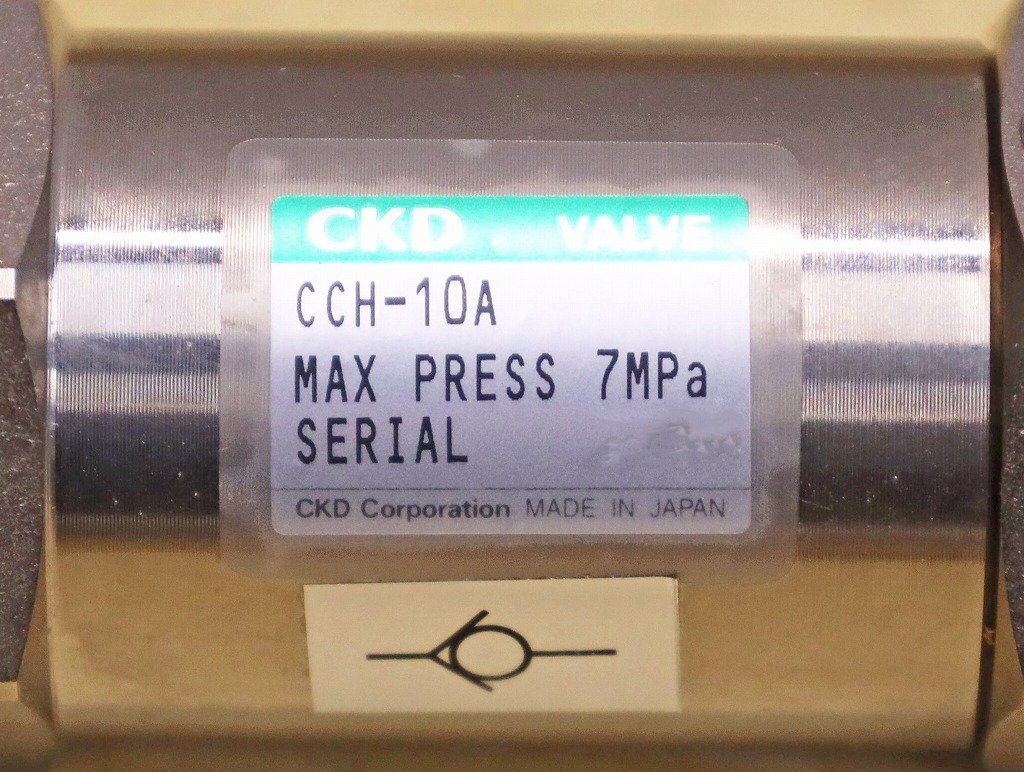 CKD VALVE
CCH-10A
MAX PRESS 7MPa
SERIAL
CKD Corporation MADE IN JAPAN